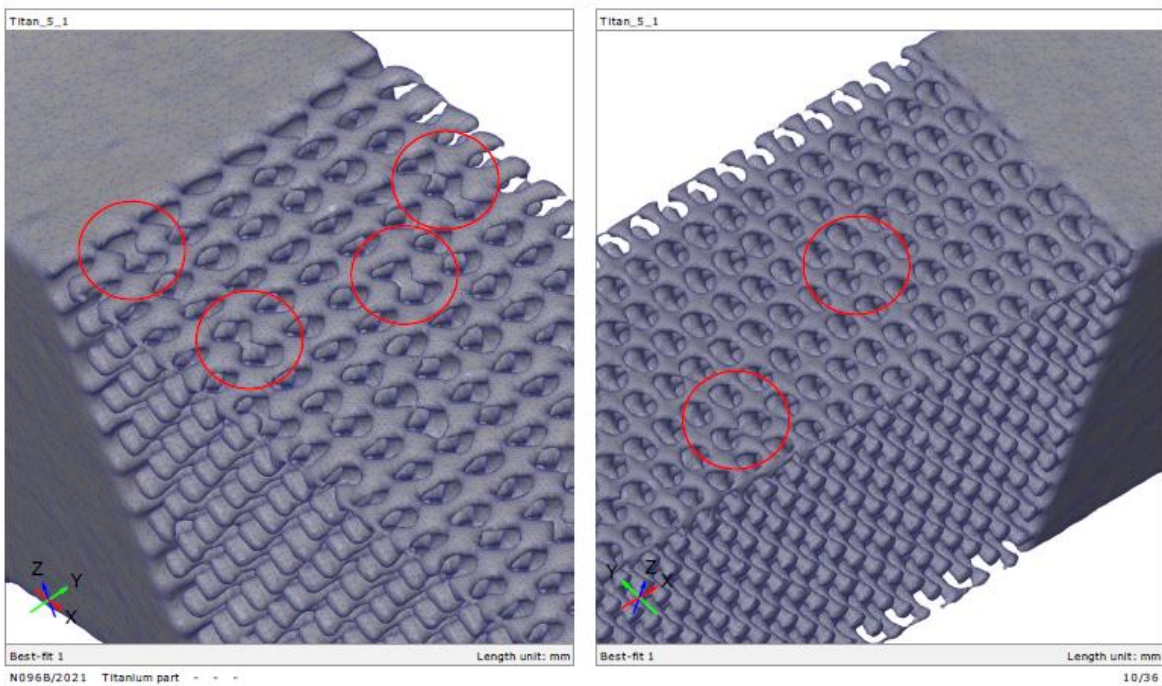 Titan_5_1
Z
Y
X
Best-fit 1
Length unit: mm
Titan_5_1
Y
Z
X
Best-fit 1
Length unit: mm
N096B/2021 Titanium part - - -
10/36